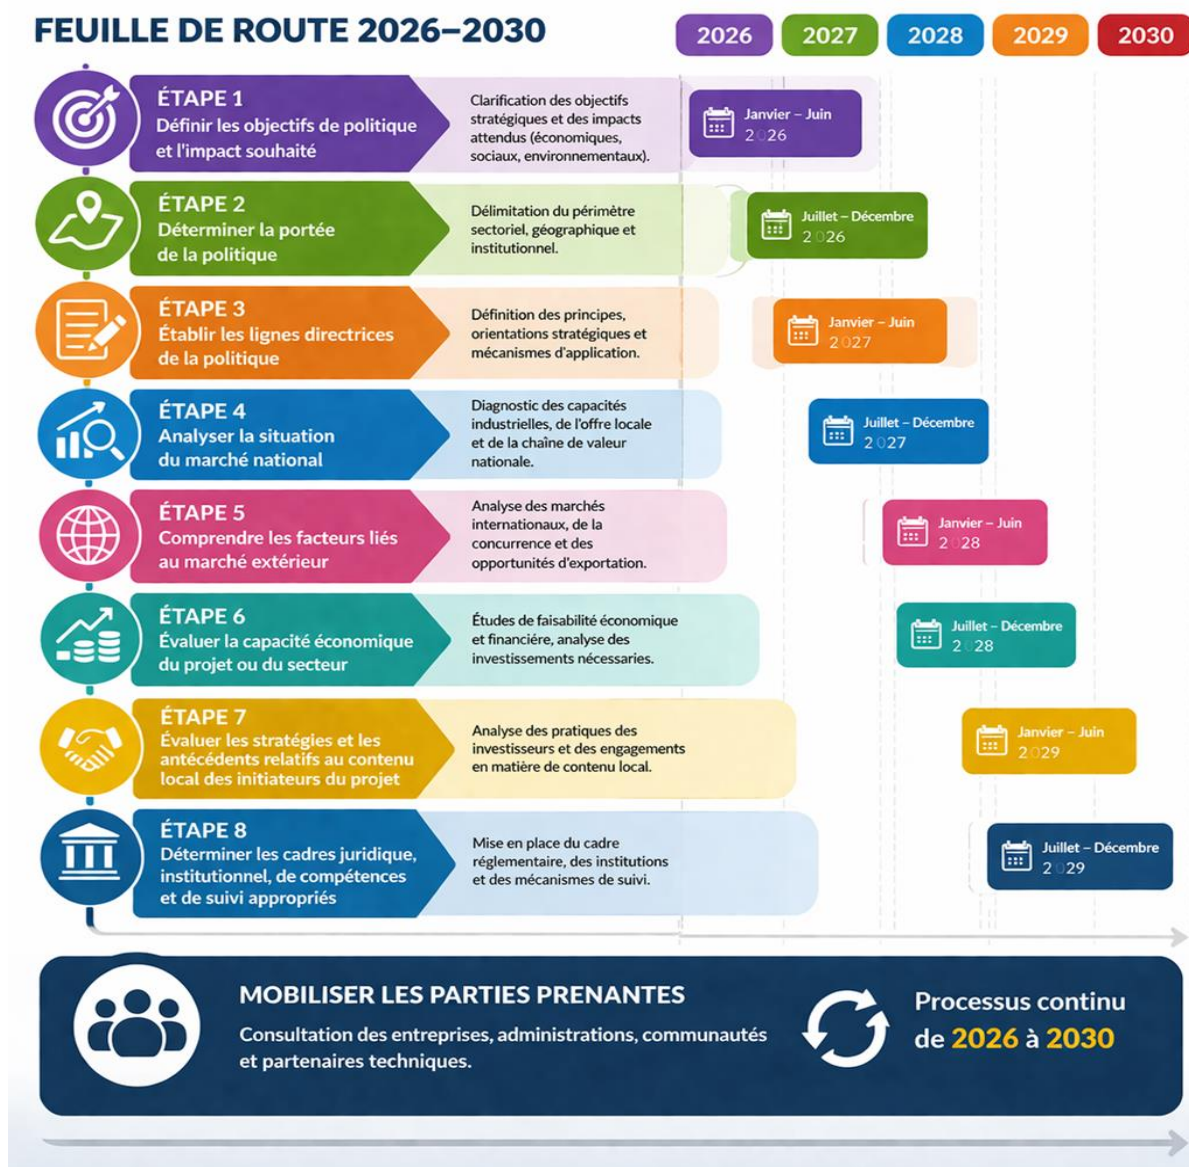 FEUILLE DE ROUTE 2026–2030
2026
2027
2028
2029
2030
ÉTAPE 1
Définir les objectifs de politique
et l'impact souhaité
Clarification des objectifs
stratégiques et des impacts
attendus (économiques,
sociaux, environnementaux).
Janvier – Juin
2026
ÉTAPE 2
Déterminer la portée
de la politique
Délimitation du périmètre
sectoriel, géographique et
institutionnel.
Juillet – Décembre
2026
ÉTAPE 3
Établir les lignes directrices
de la politique
Définition des principes,
orientations stratégiques et
mécanismes d'application.
Janvier – Juin
2027
ÉTAPE 4
Analyser la situation
du marché national
Diagnostic des capacités
industrielles, de l'offre locale
et de la chaîne de valeur
nationale.
Juillet – Décembre
2027
ÉTAPE 5
Comprendre les facteurs liés
au marché extérieur
Analyse des marchés
internationaux, de la
concurrence et des
opportunités d'exportation.
Janvier – Juin
2028
ÉTAPE 6
Évaluer la capacité économique
du projet ou du secteur
Études de faisabilité économique
et financiére, analyse des
investissements nécessaries.
Juillet – Décembre
2028
ÉTAPE 7
Évaluer les stratégies et les
antécédents relatifs au contenu
local des initiateurs du projet
Analyse des pratiques des
investisseurs et des engagements
en matière de contenu local.
Janvier – Juin
2029
ÉTAPE 8
Déterminer les cadres juridique,
institutionnel, de compétences
et de suivi appropriés
Mise en place du cadre
réglementaire, des institutions
et des mécanismes de suivi.
Juillet – Décembre
2029
MOBILISER LES PARTIES PRENANTES
Consultation des entreprises, administrations, communautés
et partenaires techniques.
Processus continu
de 2026 à 2030